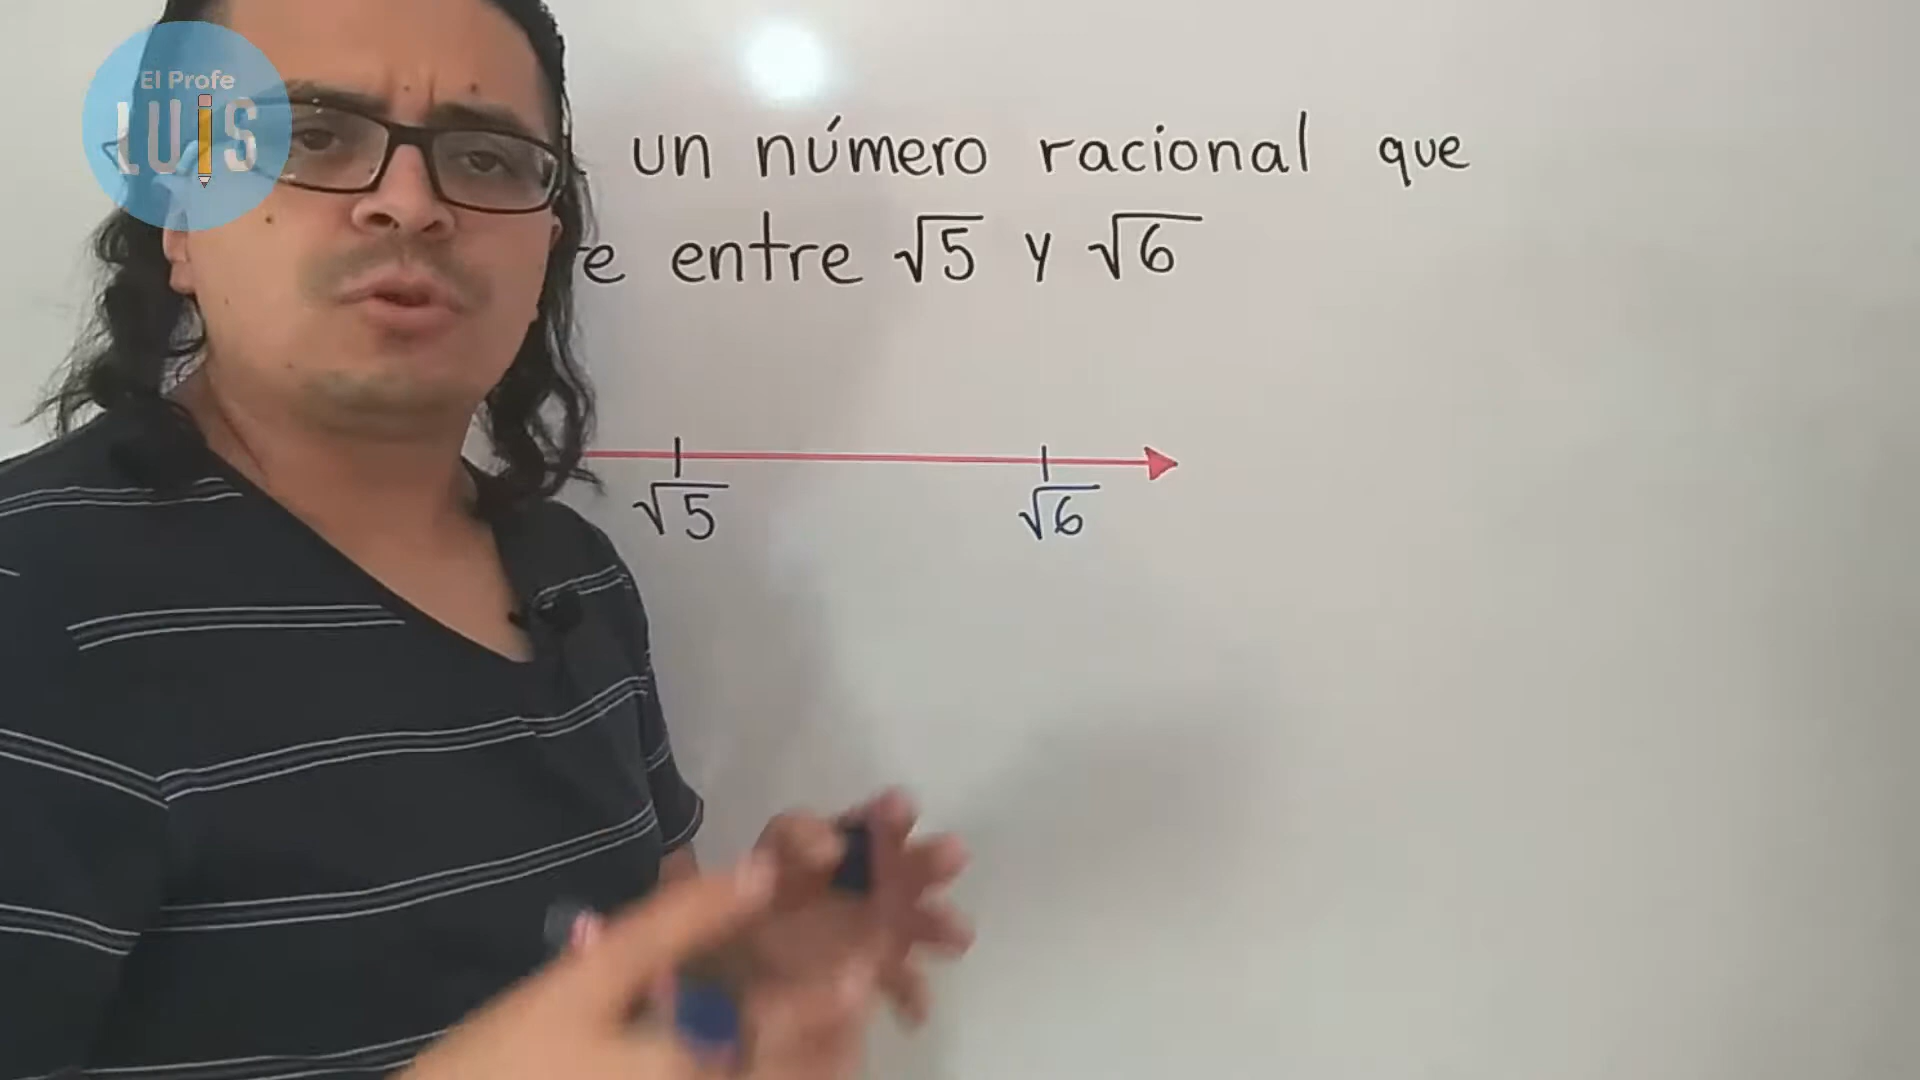 El Profe
LUIS
un número racional que
e entre √5 y √6
√5
√6